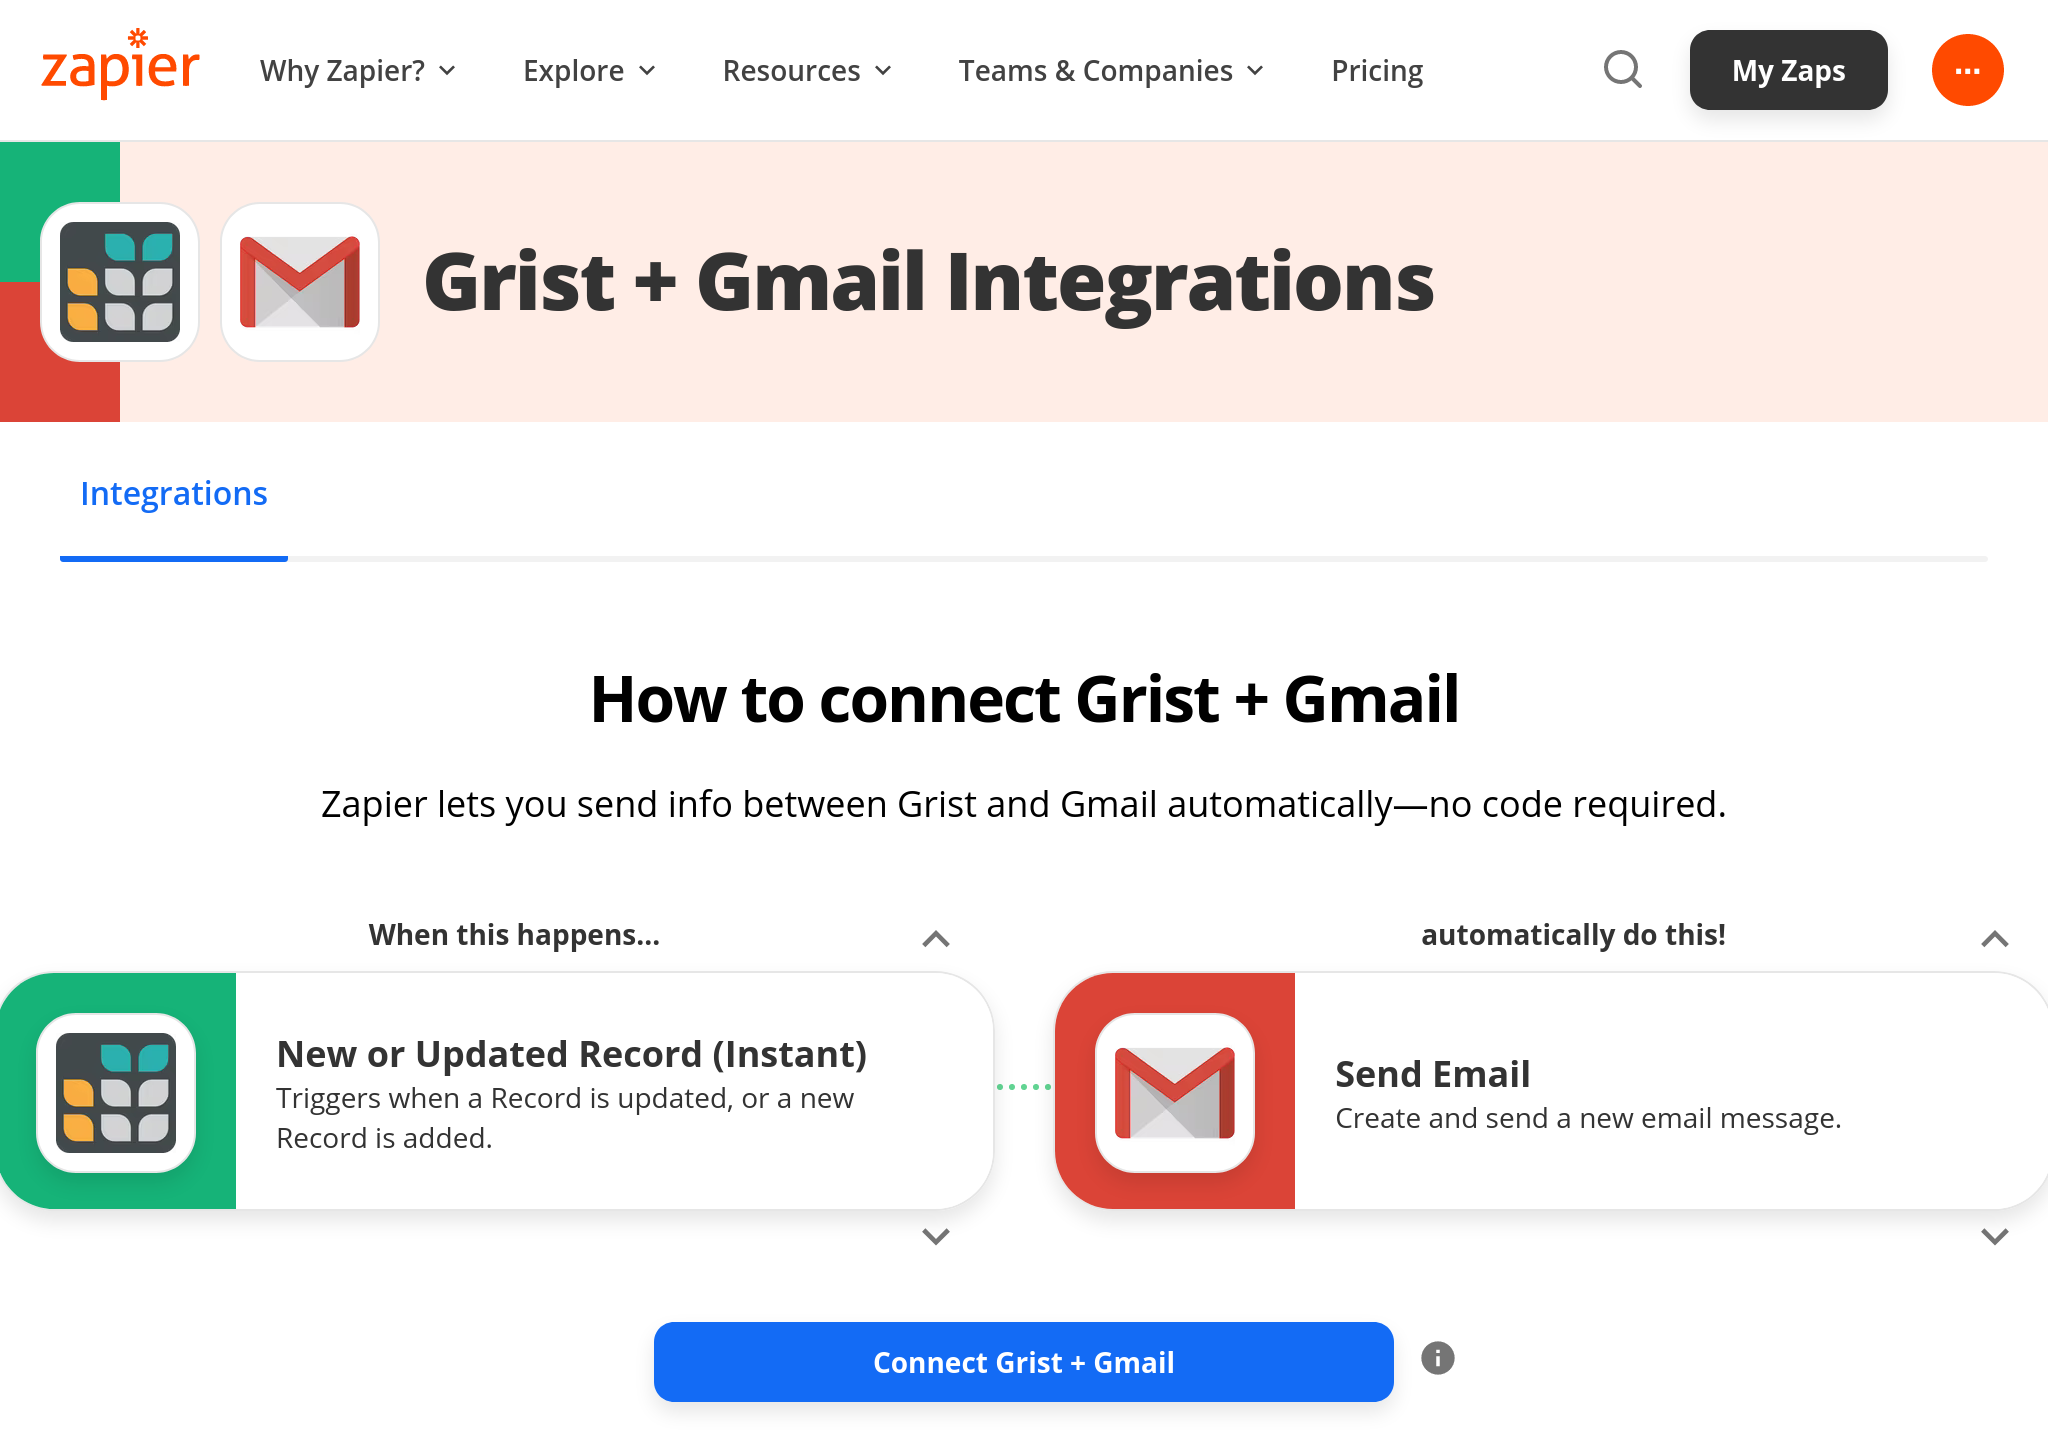 zapier
Why Zapier?
Explore
Resources
Teams & Companies
Pricing
My Zaps
...
Grist + Gmail Integrations
Integrations
How to connect Grist + Gmail
Zapier lets you send info between Grist and Gmail automatically—no code required.
When this happens...
automatically do this!
New or Updated Record (Instant)
Triggers when a Record is updated, or a new
Record is added.
Send Email
Create and send a new email message.
Connect Grist + Gmail